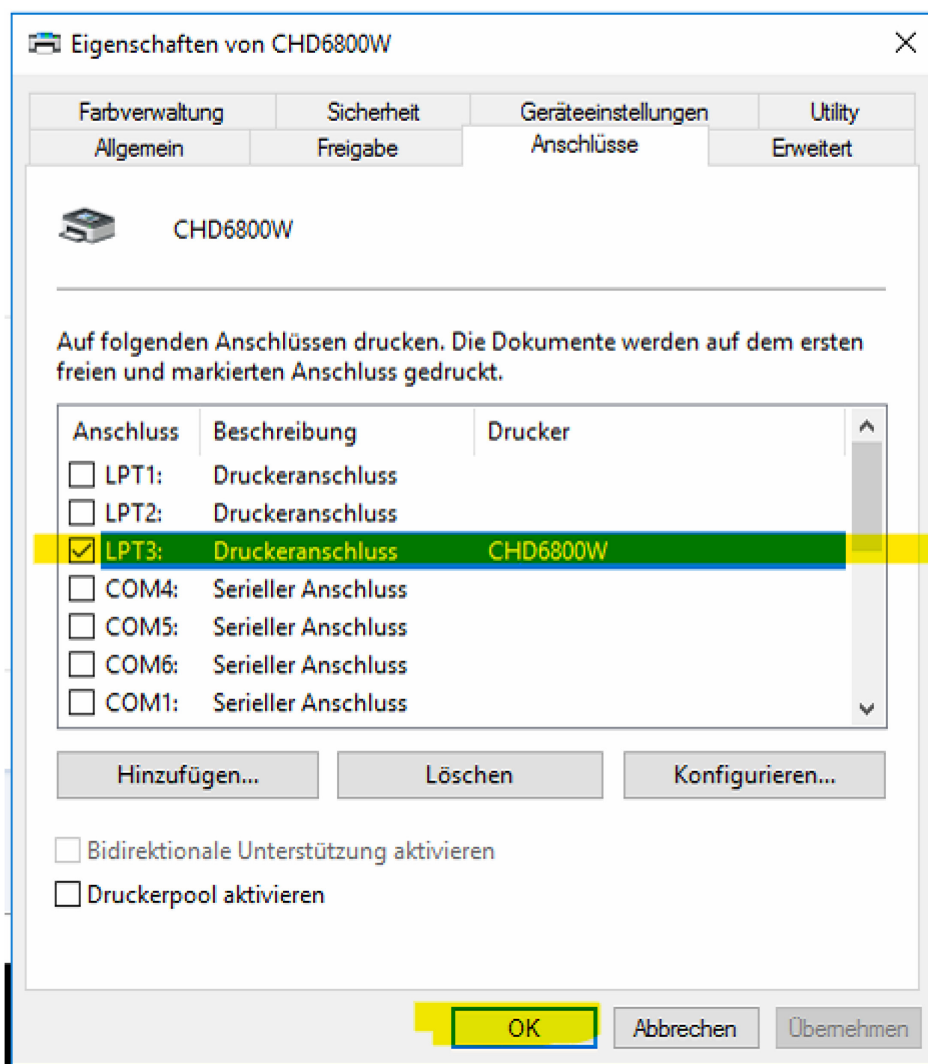 Eigenschaften von CHD6800W
Farbverwaltung Sicherheit Geräteeinstellungen Utility
Allgemein Freigabe Anschlüsse Erweitert
CHD6800W
Auf folgenden Anschlüssen drucken. Die Dokumente werden auf dem ersten
freien und markierten Anschluss gedruckt.
Anschluss Beschreibung Drucker
LPT1: Druckeranschluss
LPT2: Druckeranschluss
LPT3: Druckeranschluss CHD6800W
COM4: Serieller Anschluss
COM5: Serieller Anschluss
COM6: Serieller Anschluss
COM1: Serieller Anschluss
Hinzufügen... Löschen Konfigurieren...
Bidirektionale Unterstützung aktivieren
Druckerpool aktivieren
OK Abbrechen Übernehmen